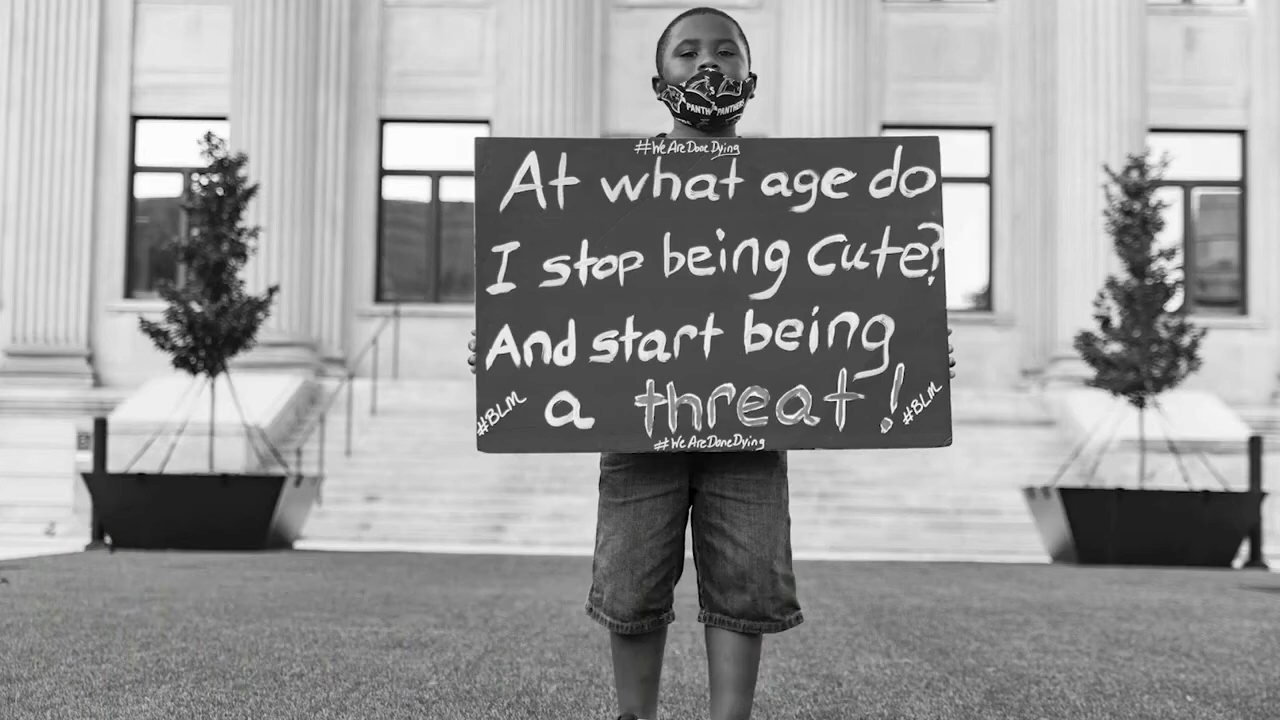 PANTHERS
#WeAreDoneDying
At what age do
I stop being cute?
And start being
a threat!
#BLM
#BLM
#WeAreDoneDying